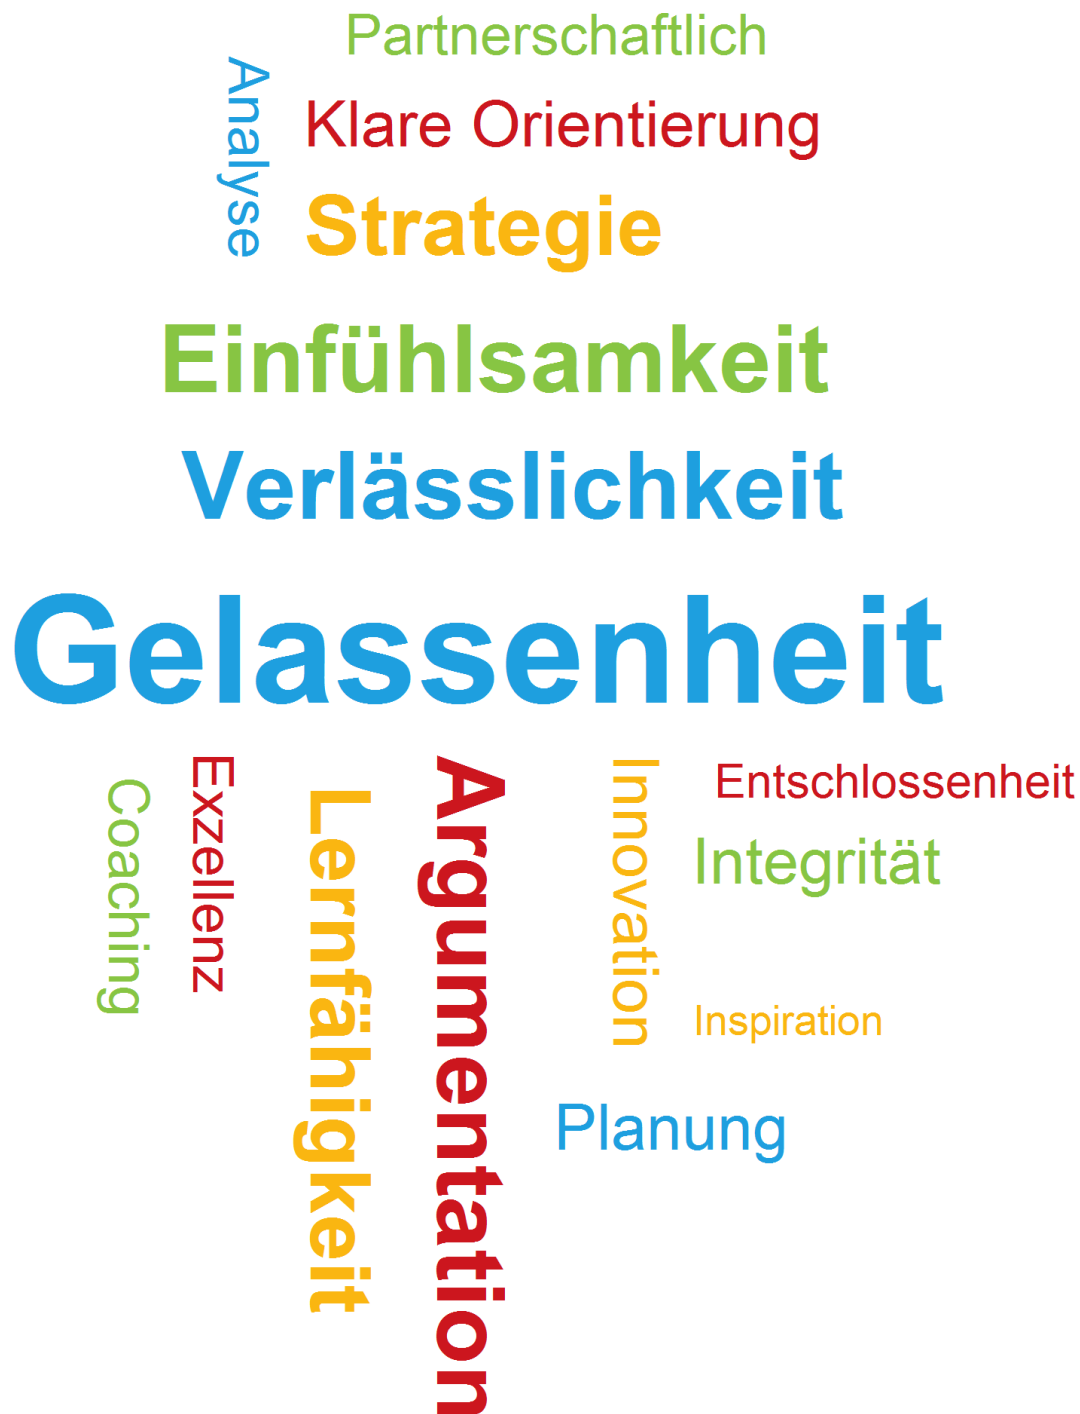 Partnerschaftlich
Analyse
Klare Orientierung
Strategie
Einfühlsamkeit
Verlässlichkeit
Gelassenheit
Coaching
Exzellenz
Lernfähigkeit
Argumentation
Innovation
Entschlossenheit
Integrität
Inspiration
Planung